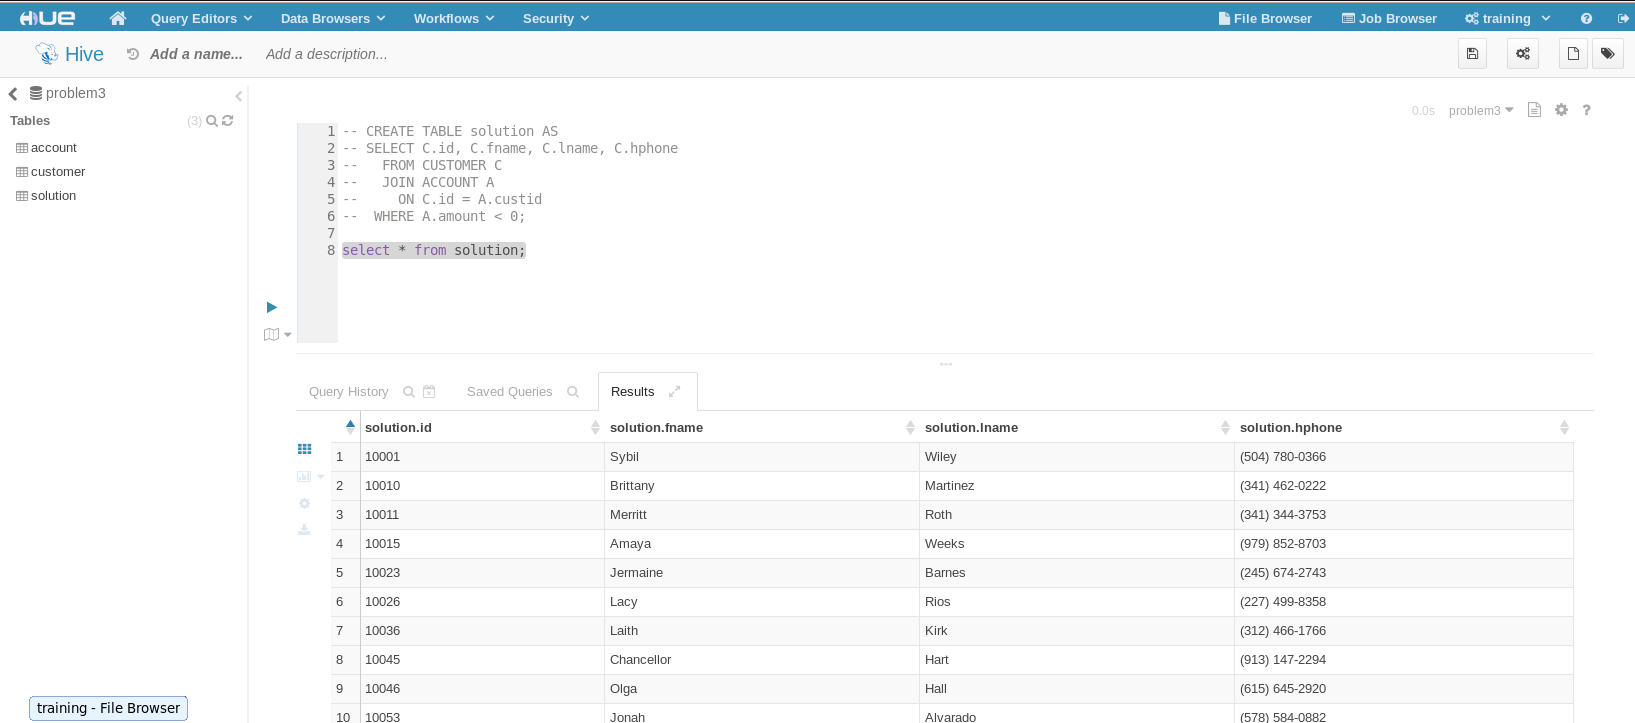 HUE Query Editors Data Browsers Workflows Security File Browser Job Browser training
Hive Add a name... Add a description...
problem3
Tables (3)
account
customer
solution
0.0s problem3 ?
1 -- CREATE TABLE solution AS
2 -- SELECT C.id, C.fname, C.lname, C.hphone
3 --   FROM CUSTOMER C
4 --   JOIN ACCOUNT A
5 --     ON C.id = A.custid
6 --  WHERE A.amount < 0;
7
8 select * from solution;
Query History Saved Queries Results
solution.id solution.fname solution.lname solution.hphone
1 10001 Sybil Wiley (504) 780-0366
2 10010 Brittany Martinez (341) 462-0222
3 10011 Merritt Roth (341) 344-3753
4 10015 Amaya Weeks (979) 852-8703
5 10023 Jermaine Barnes (245) 674-2743
6 10026 Lacy Rios (227) 499-8358
7 10036 Laith Kirk (312) 466-1766
8 10045 Chancellor Hart (913) 147-2294
9 10046 Olga Hall (615) 645-2920
10 10053 Jonah Alvarado (578) 584-0882
training - File Browser